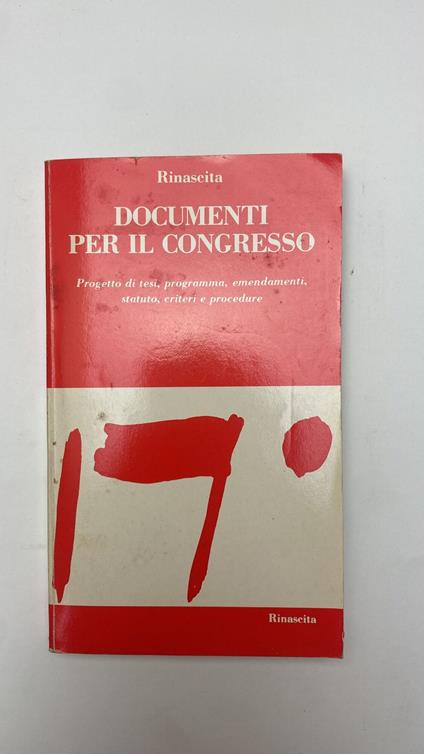 Rinascita
DOCUMENTI
PER IL CONGRESSO
Progetto di tesi, programma, emendamenti,
statuto, criteri e procedure
17°
Rinascita